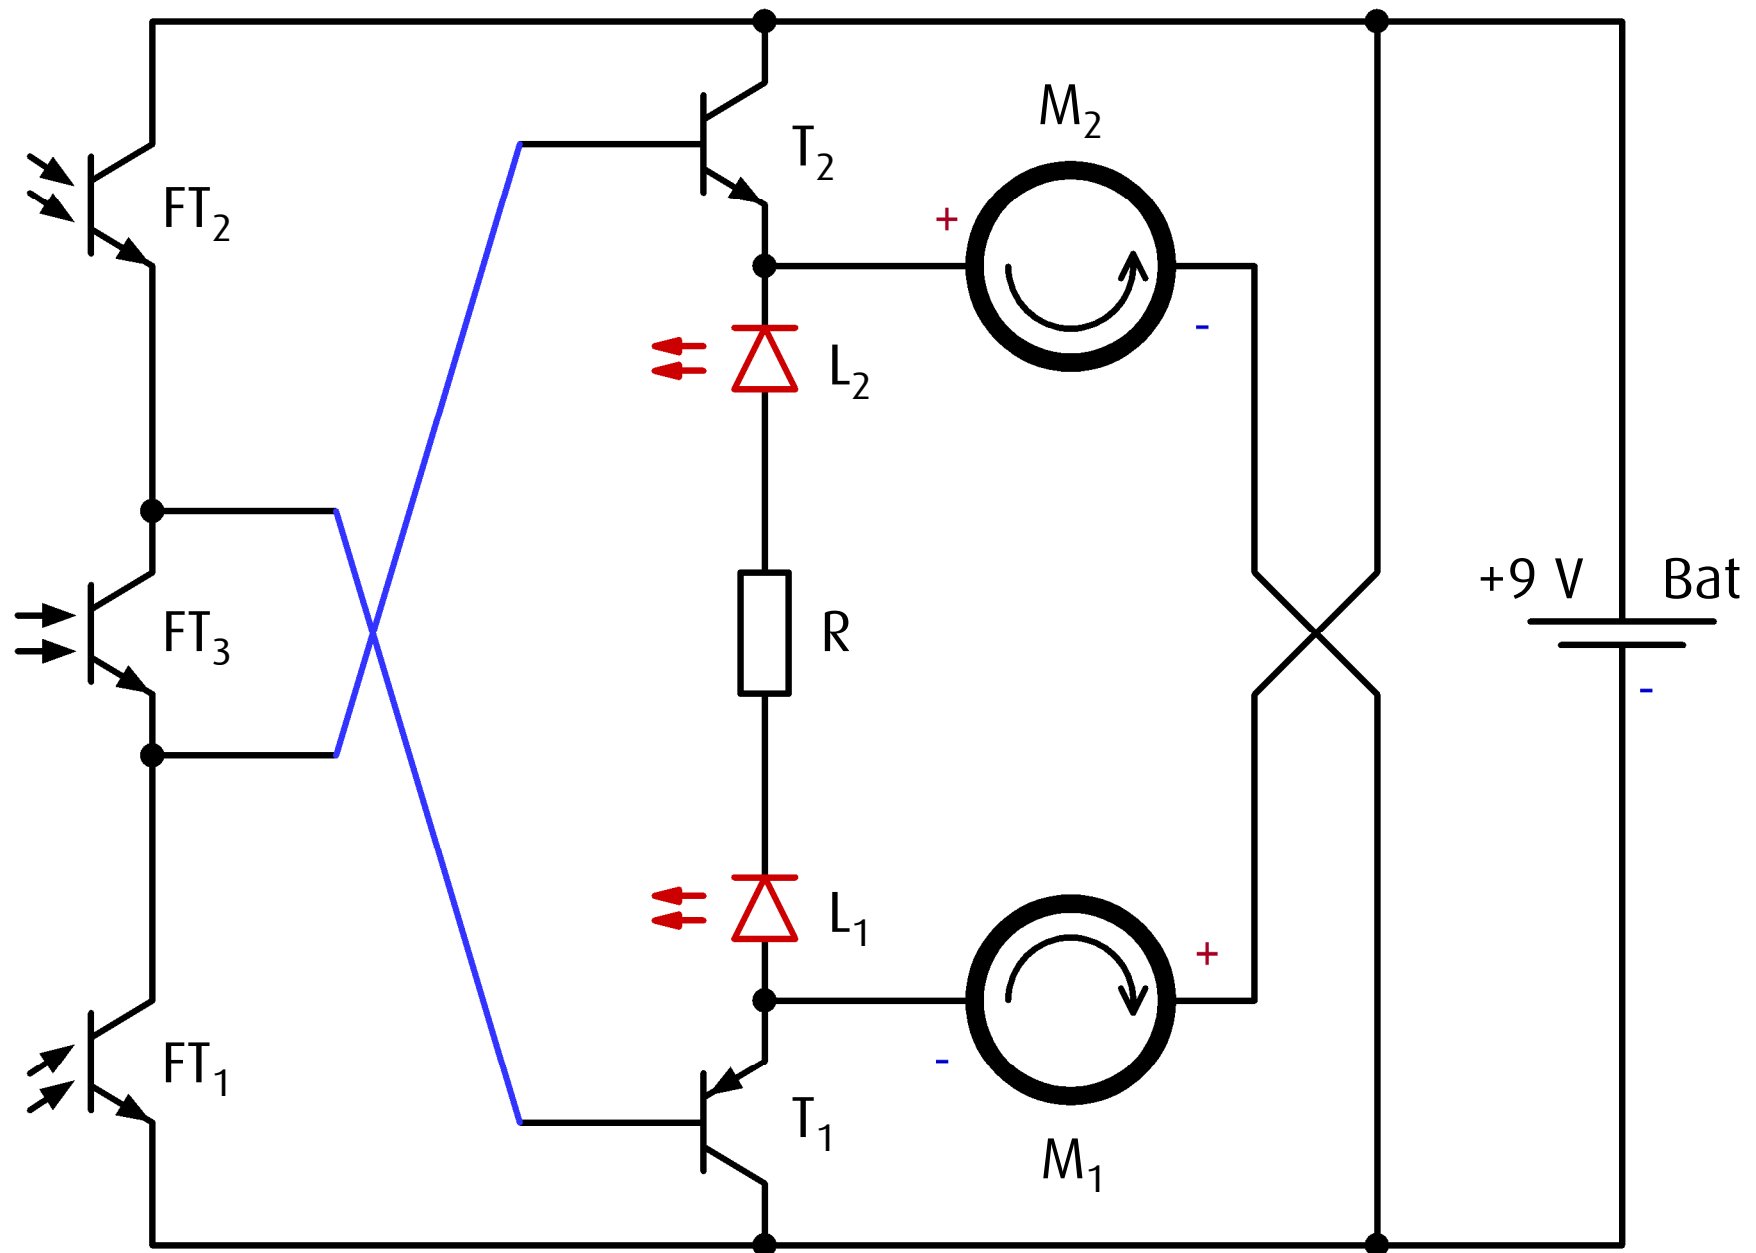 M₂
T₂
+
FT₂
-
L₂
+9 V Bat
FT₃
R
-
L₁
+
FT₁
-
T₁
M₁